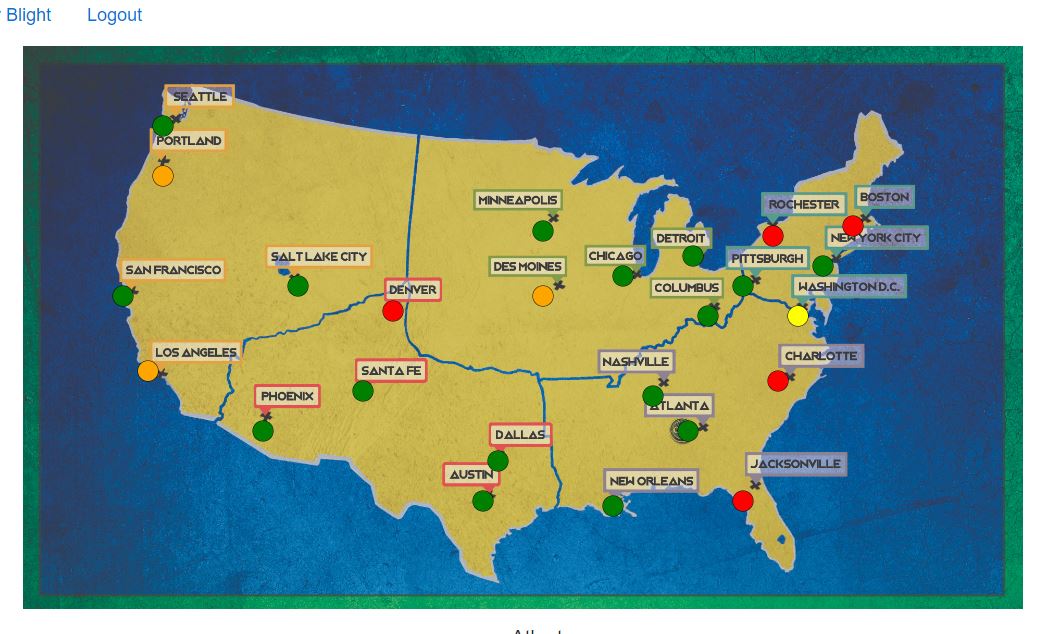 Blight
Logout
SEATTLE
PORTLAND
MINNEAPOLIS
ROCHESTER
BOSTON
DETROIT
NEW YORK CITY
SALT LAKE CITY
CHICAGO
PITTSBURGH
SAN FRANCISCO
DES MOINES
DENVER
COLUMBUS
WASHINGTON D.C.
LOS ANGELES
SANTA FE
NASHVILLE
CHARLOTTE
PHOENIX
ATLANTA
DALLAS
AUSTIN
NEW ORLEANS
JACKSONVILLE